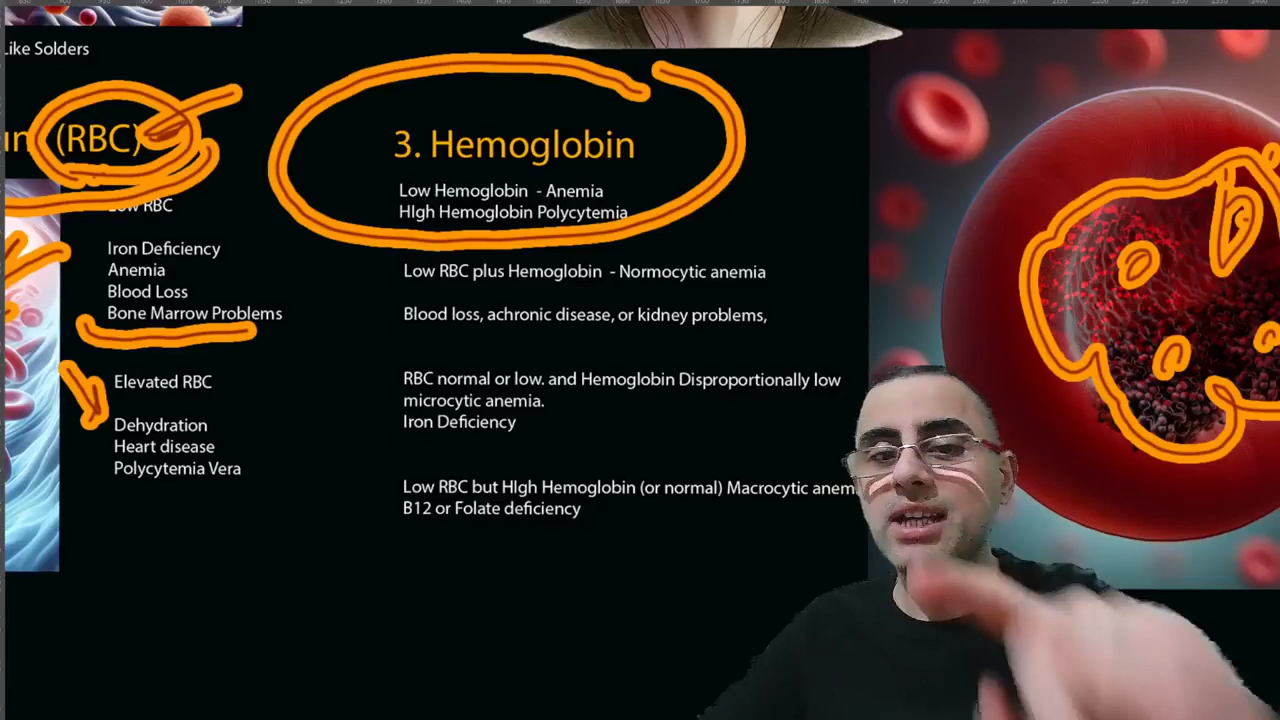 Like Solders
(RBC)
Low RBC
Iron Deficiency
Anemia
Blood Loss
Bone Marrow Problems
Elevated RBC
Dehydration
Heart disease
Polycytemia Vera
3. Hemoglobin
Low Hemoglobin - Anemia
HIgh Hemoglobin Polycytemia
Low RBC plus Hemoglobin - Normocytic anemia
Blood loss, achronic disease, or kidney problems,
RBC normal or low. and Hemoglobin Disproportionally low
microcytic anemia.
Iron Deficiency
Low RBC but HIgh Hemoglobin (or normal) Macrocytic anem
B12 or Folate deficiency